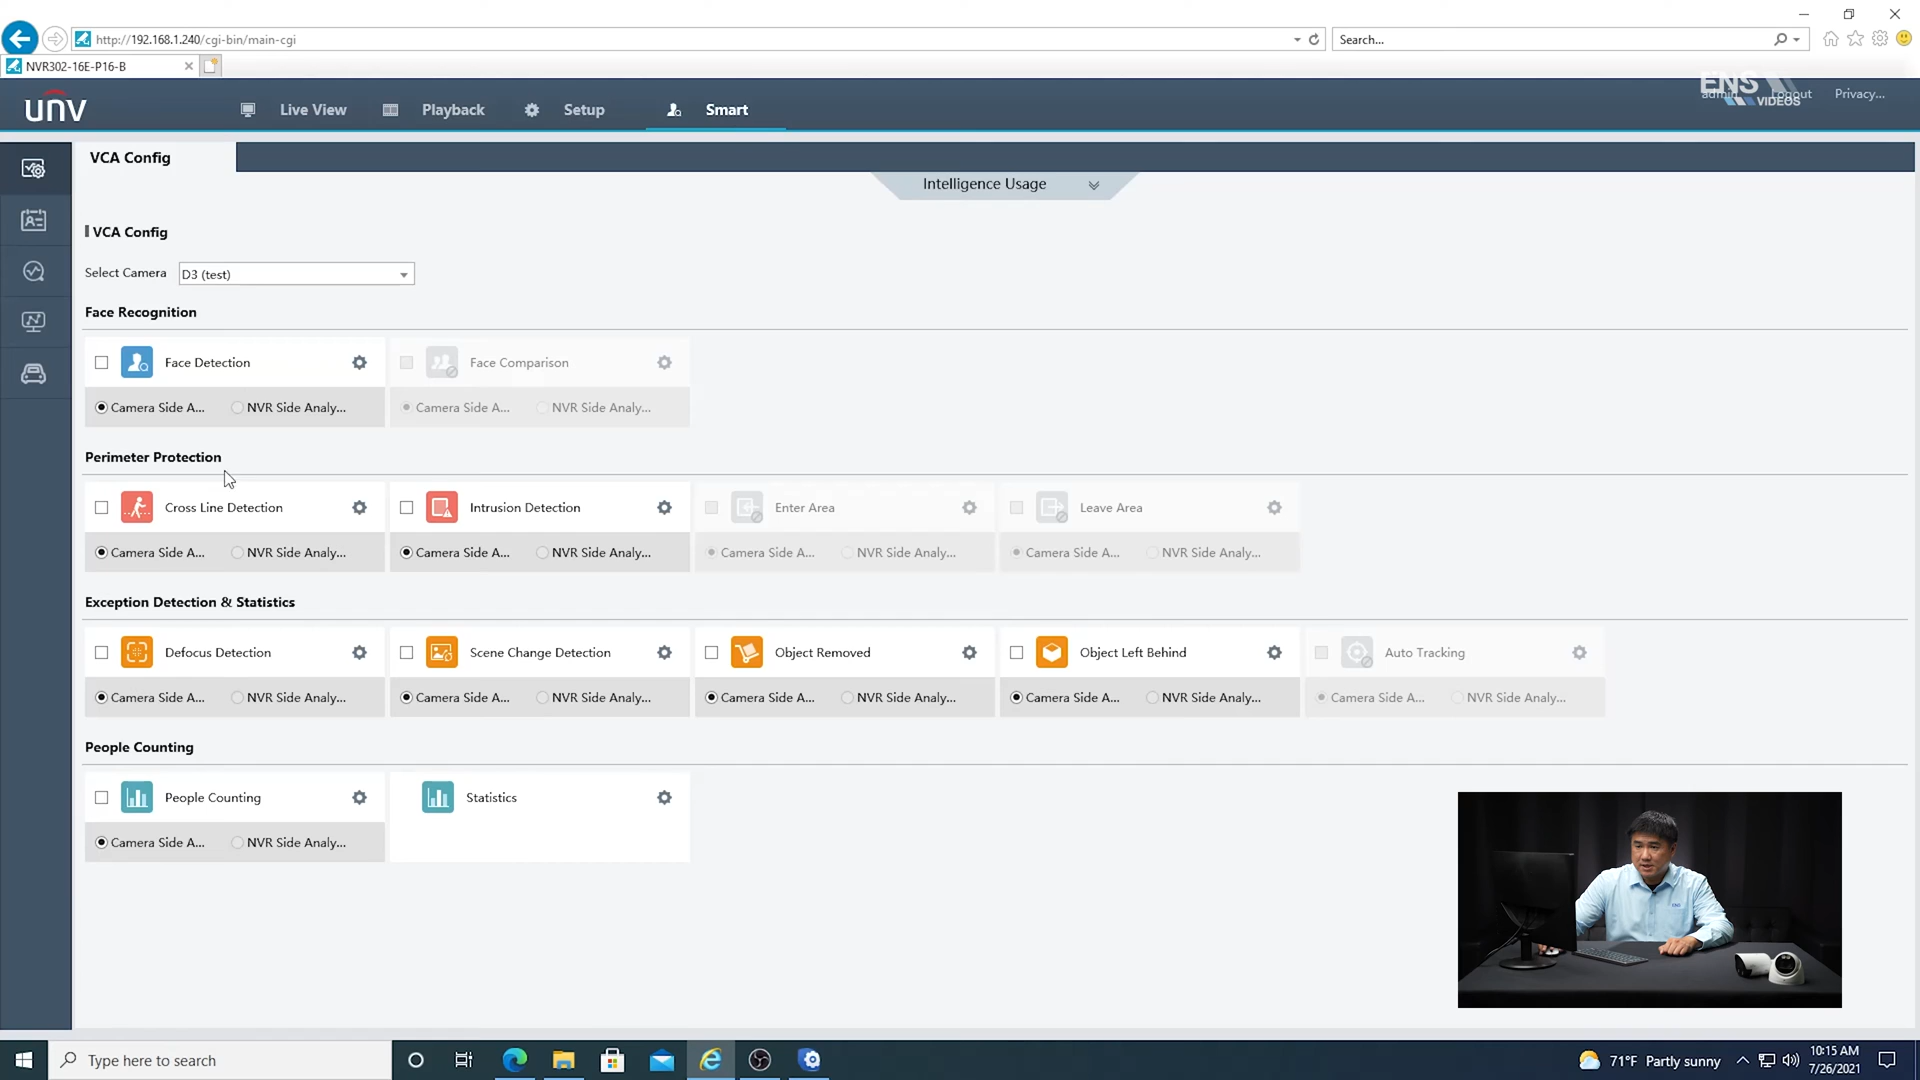 http://192.168.1.240/cgi-bin/main-cgi
Search...
NVR302-16E-P16-B
unv
Live View
Playback
Setup
Smart
ENS VIDEOS
admin
Logout
Privacy...
VCA Config
Intelligence Usage
VCA Config
Select Camera D3 (test)
Face Recognition
Face Detection
Face Comparison
Camera Side A... NVR Side Analy...
Camera Side A... NVR Side Analy...
Perimeter Protection
Cross Line Detection
Intrusion Detection
Enter Area
Leave Area
Camera Side A... NVR Side Analy...
Camera Side A... NVR Side Analy...
Camera Side A... NVR Side Analy...
Camera Side A... NVR Side Analy...
Exception Detection & Statistics
Defocus Detection
Scene Change Detection
Object Removed
Object Left Behind
Auto Tracking
Camera Side A... NVR Side Analy...
Camera Side A... NVR Side Analy...
Camera Side A... NVR Side Analy...
Camera Side A... NVR Side Analy...
Camera Side A... NVR Side Analy...
People Counting
People Counting
Statistics
Camera Side A... NVR Side Analy...
ENS
Type here to search
71°F Partly sunny
10:15 AM
7/26/2021